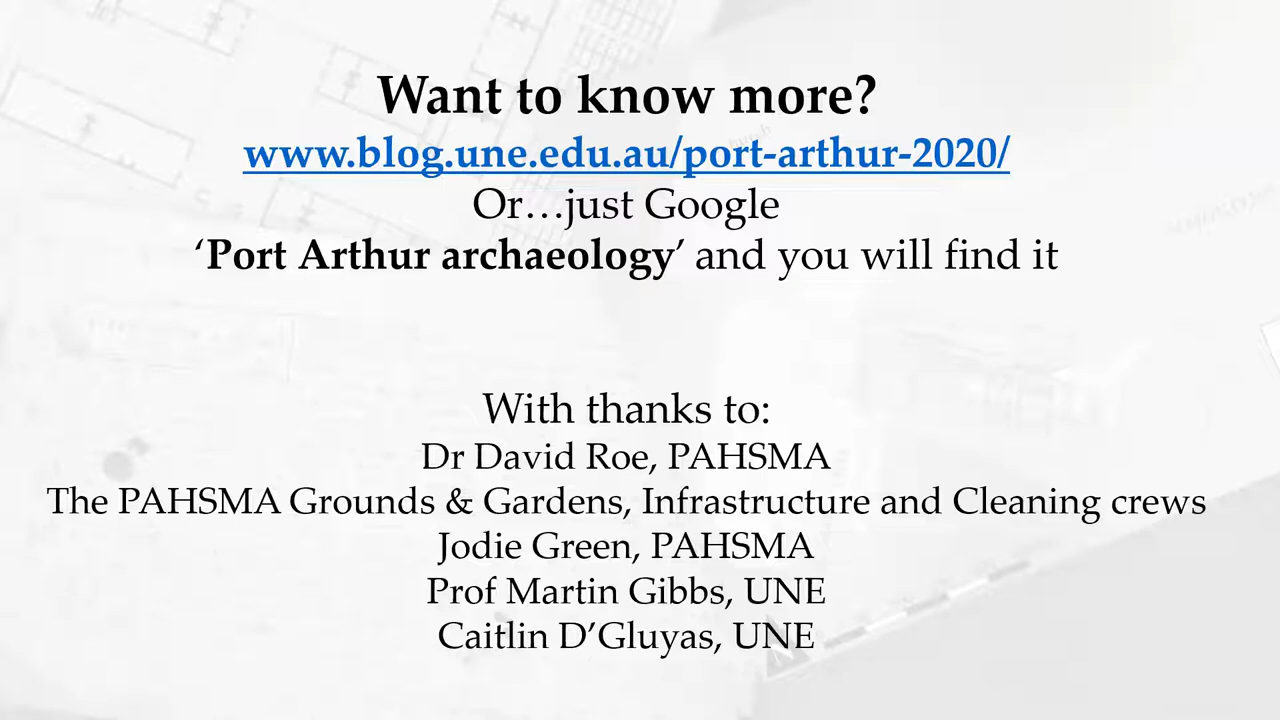 Want to know more?
www.blog.une.edu.au/port-arthur-2020/
Or…just Google
‘Port Arthur archaeology’ and you will find it
With thanks to:
Dr David Roe, PAHSMA
The PAHSMA Grounds & Gardens, Infrastructure and Cleaning crews
Jodie Green, PAHSMA
Prof Martin Gibbs, UNE
Caitlin D’Gluyas, UNE